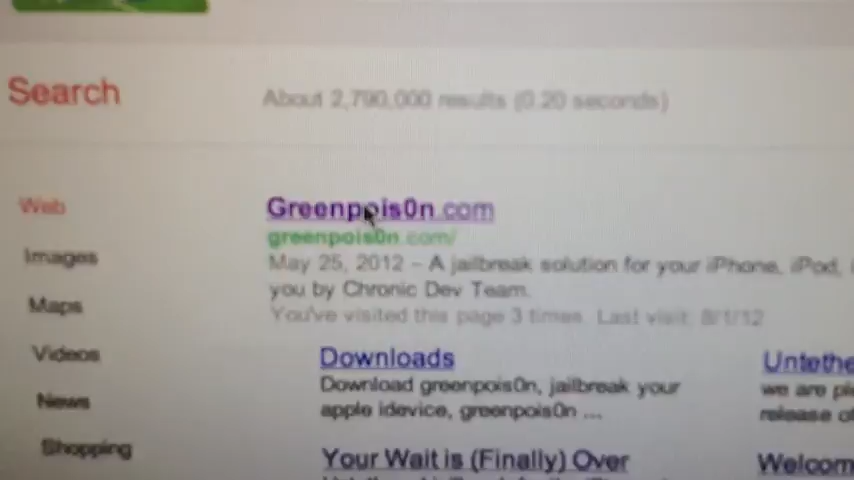 Search
About 2,790,000 results (0.20 seconds)
Web
Images
Maps
Videos
News
Shopping
Greenpois0n.com
greenpois0n.com/
May 25, 2012 – A jailbreak solution for your iPhone, iPod,
you by Chronic Dev Team.
You've visited this page 3 times. Last visit: 8/1/12
Downloads
Download greenpois0n, jailbreak your
apple idevice, greenpois0n ...
Your Wait is (Finally) Over
Untethe
we are pl
release of
Welcom